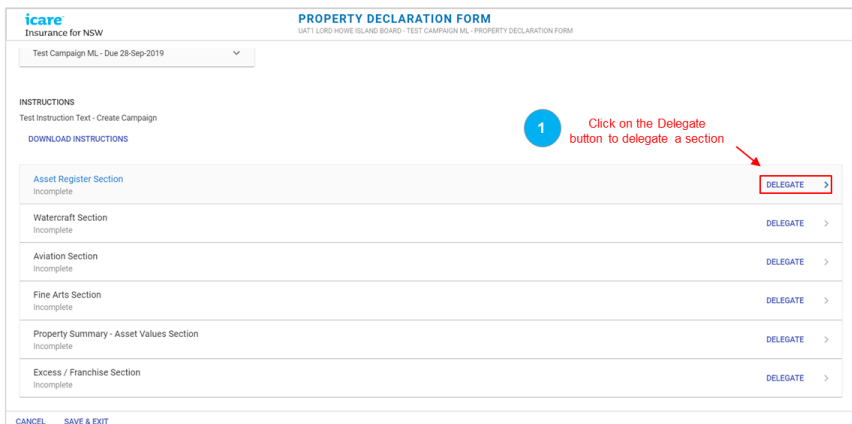 icare™
Insurance for NSW
PROPERTY DECLARATION FORM
UAT1 LORD HOWE ISLAND BOARD - TEST CAMPAIGN ML - PROPERTY DECLARATION FORM
Test Campaign ML - Due 28-Sep-2019
INSTRUCTIONS
Test Instruction Text - Create Campaign
DOWNLOAD INSTRUCTIONS
1
Click on the Delegate
button to delegate a section
Asset Register Section
Incomplete
DELEGATE
Watercraft Section
Incomplete
DELEGATE
Aviation Section
Incomplete
DELEGATE
Fine Arts Section
Incomplete
DELEGATE
Property Summary - Asset Values Section
Incomplete
DELEGATE
Excess / Franchise Section
Incomplete
DELEGATE
CANCEL SAVE & EXIT